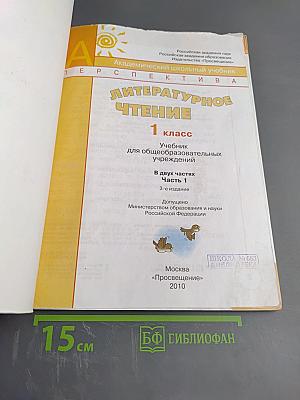 Российская академия наук
Российская академия образования
Издательство «Просвещение»
Академический школьный учебник
ПЕРСПЕКТИВА
ЛИТЕРАТУРНОЕ
ЧТЕНИЕ
1 класс
Учебник
для общеобразовательных
учреждений
В двух частях
Часть 1
3-е издание
Допущено
Министерством образования и науки
Российской Федерации
ШКОЛА
Москва
«Просвещение»
2010
15 см
БФ БИБЛИОФАН